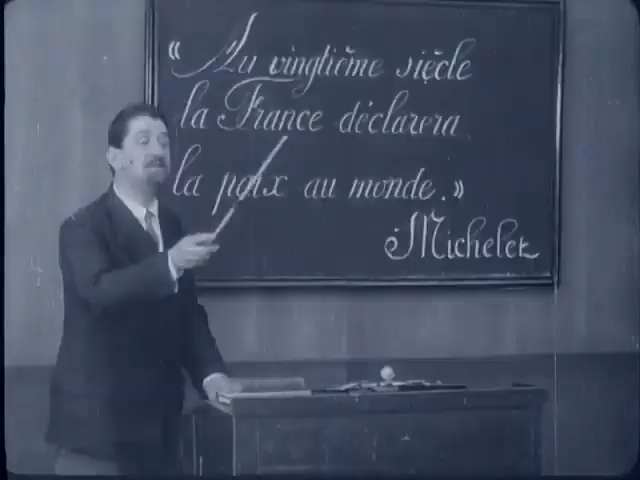 « Au vingtième siècle
la France déclarera
la paix au monde. »
Michelet